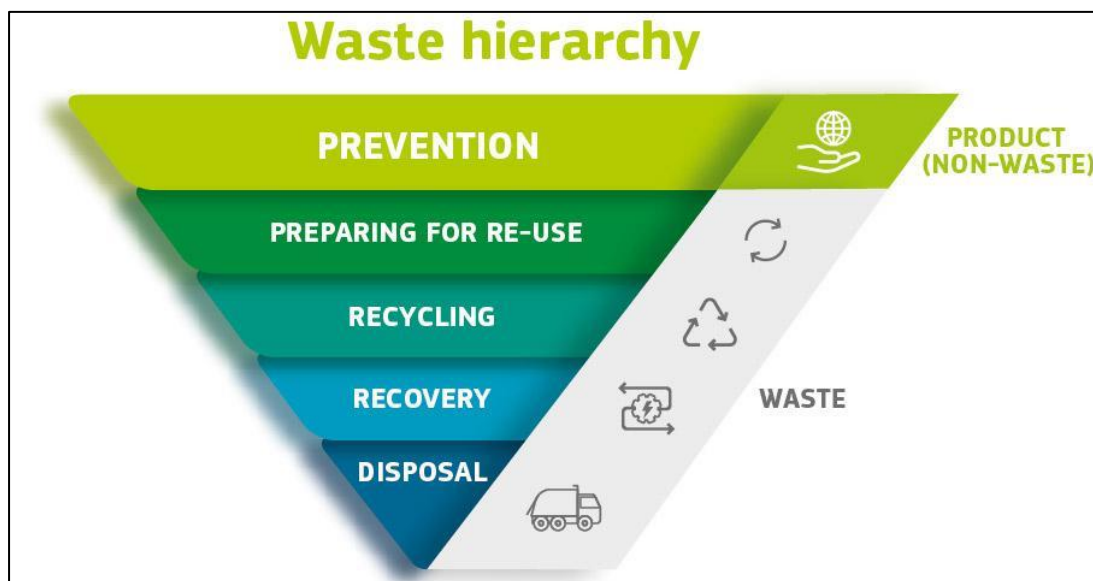 Waste hierarchy
PREVENTION
PRODUCT
(NON-WASTE)
PREPARING FOR RE-USE
RECYCLING
RECOVERY
WASTE
DISPOSAL